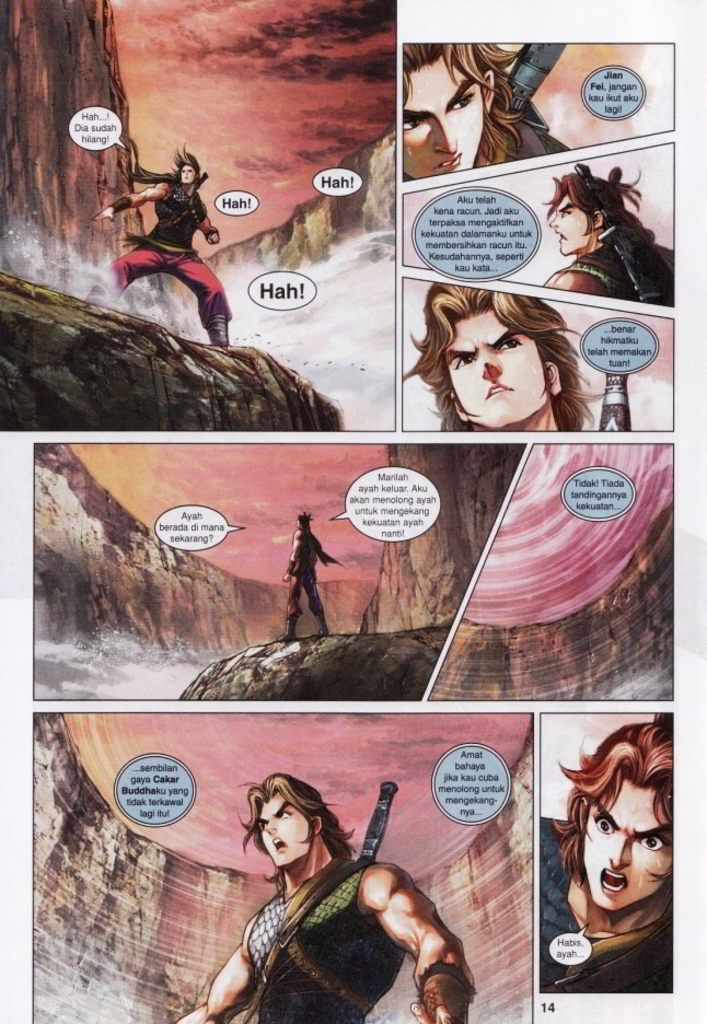 Hah...!
Dia sudah
hilang!
Hah!
Hah!
Hah!
Jian
Fei, jangan
kau ikut aku
lagi!
Aku telah
kena racun. Jadi aku
terpaksa mengaktifkan
kekuatan dalamanku untuk
membersihkan racun itu.
Kesudahannya, seperti
kau kata...
...benar
hikmatku
telah memakan
tuan!
Ayah
berada di mana
sekarang?
Marilah
ayah keluar. Aku
akan menolong ayah
untuk mengekang
kekuatan ayah
nanti!
Tidak! Tiada
tandingannya
kekuatan...
...sembilan
gaya Cakar
Buddhaku yang
tidak terkawal
lagi itu!
Amat
bahaya
jika kau cuba
menolong untuk
mengekang-
nya...
Habis,
ayah...
14